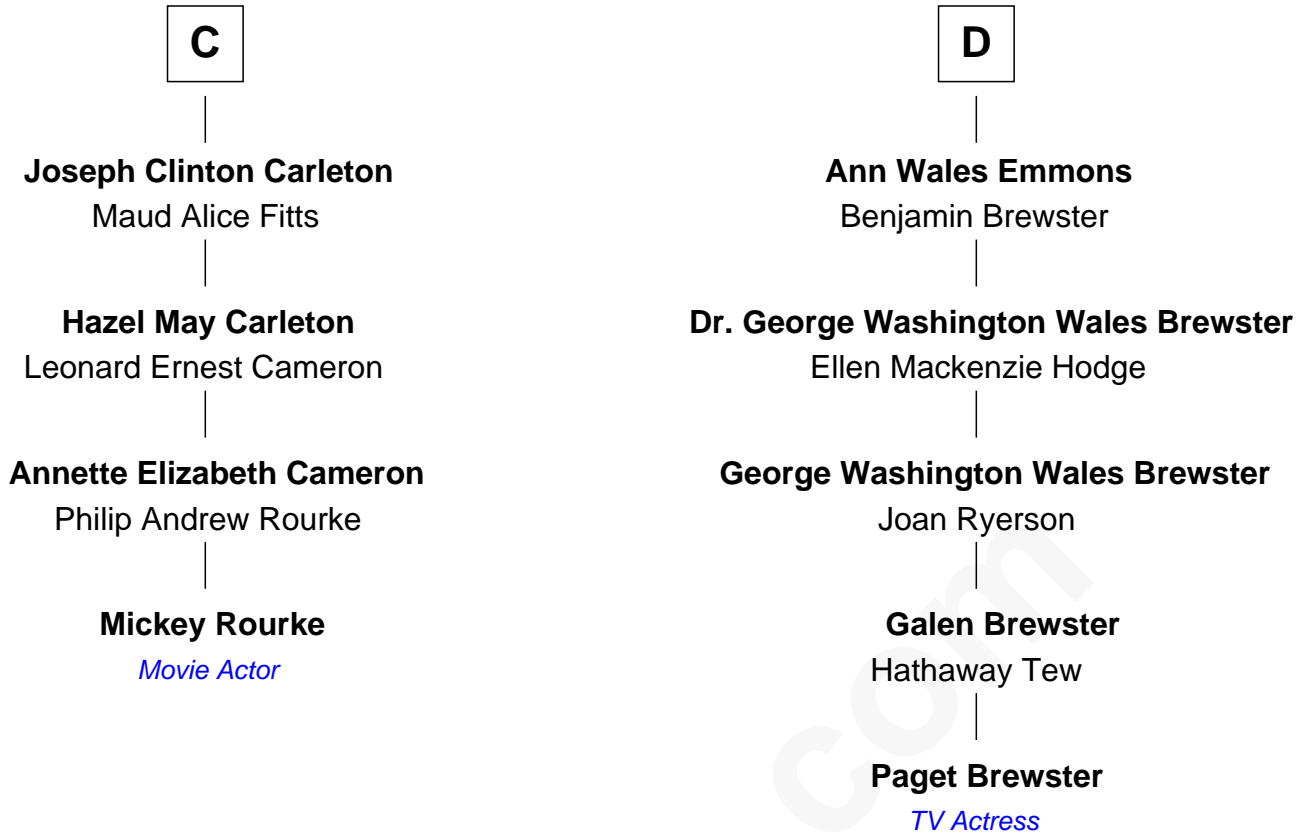 C
Joseph Clinton Carleton
Maud Alice Fitts
Hazel May Carleton
Leonard Ernest Cameron
Annette Elizabeth Cameron
Philip Andrew Rourke
Mickey Rourke
Movie Actor
D
Ann Wales Emmons
Benjamin Brewster
Dr. George Washington Wales Brewster
Ellen Mackenzie Hodge
George Washington Wales Brewster
Joan Ryerson
Galen Brewster
Hathaway Tew
Paget Brewster
TV Actress
com